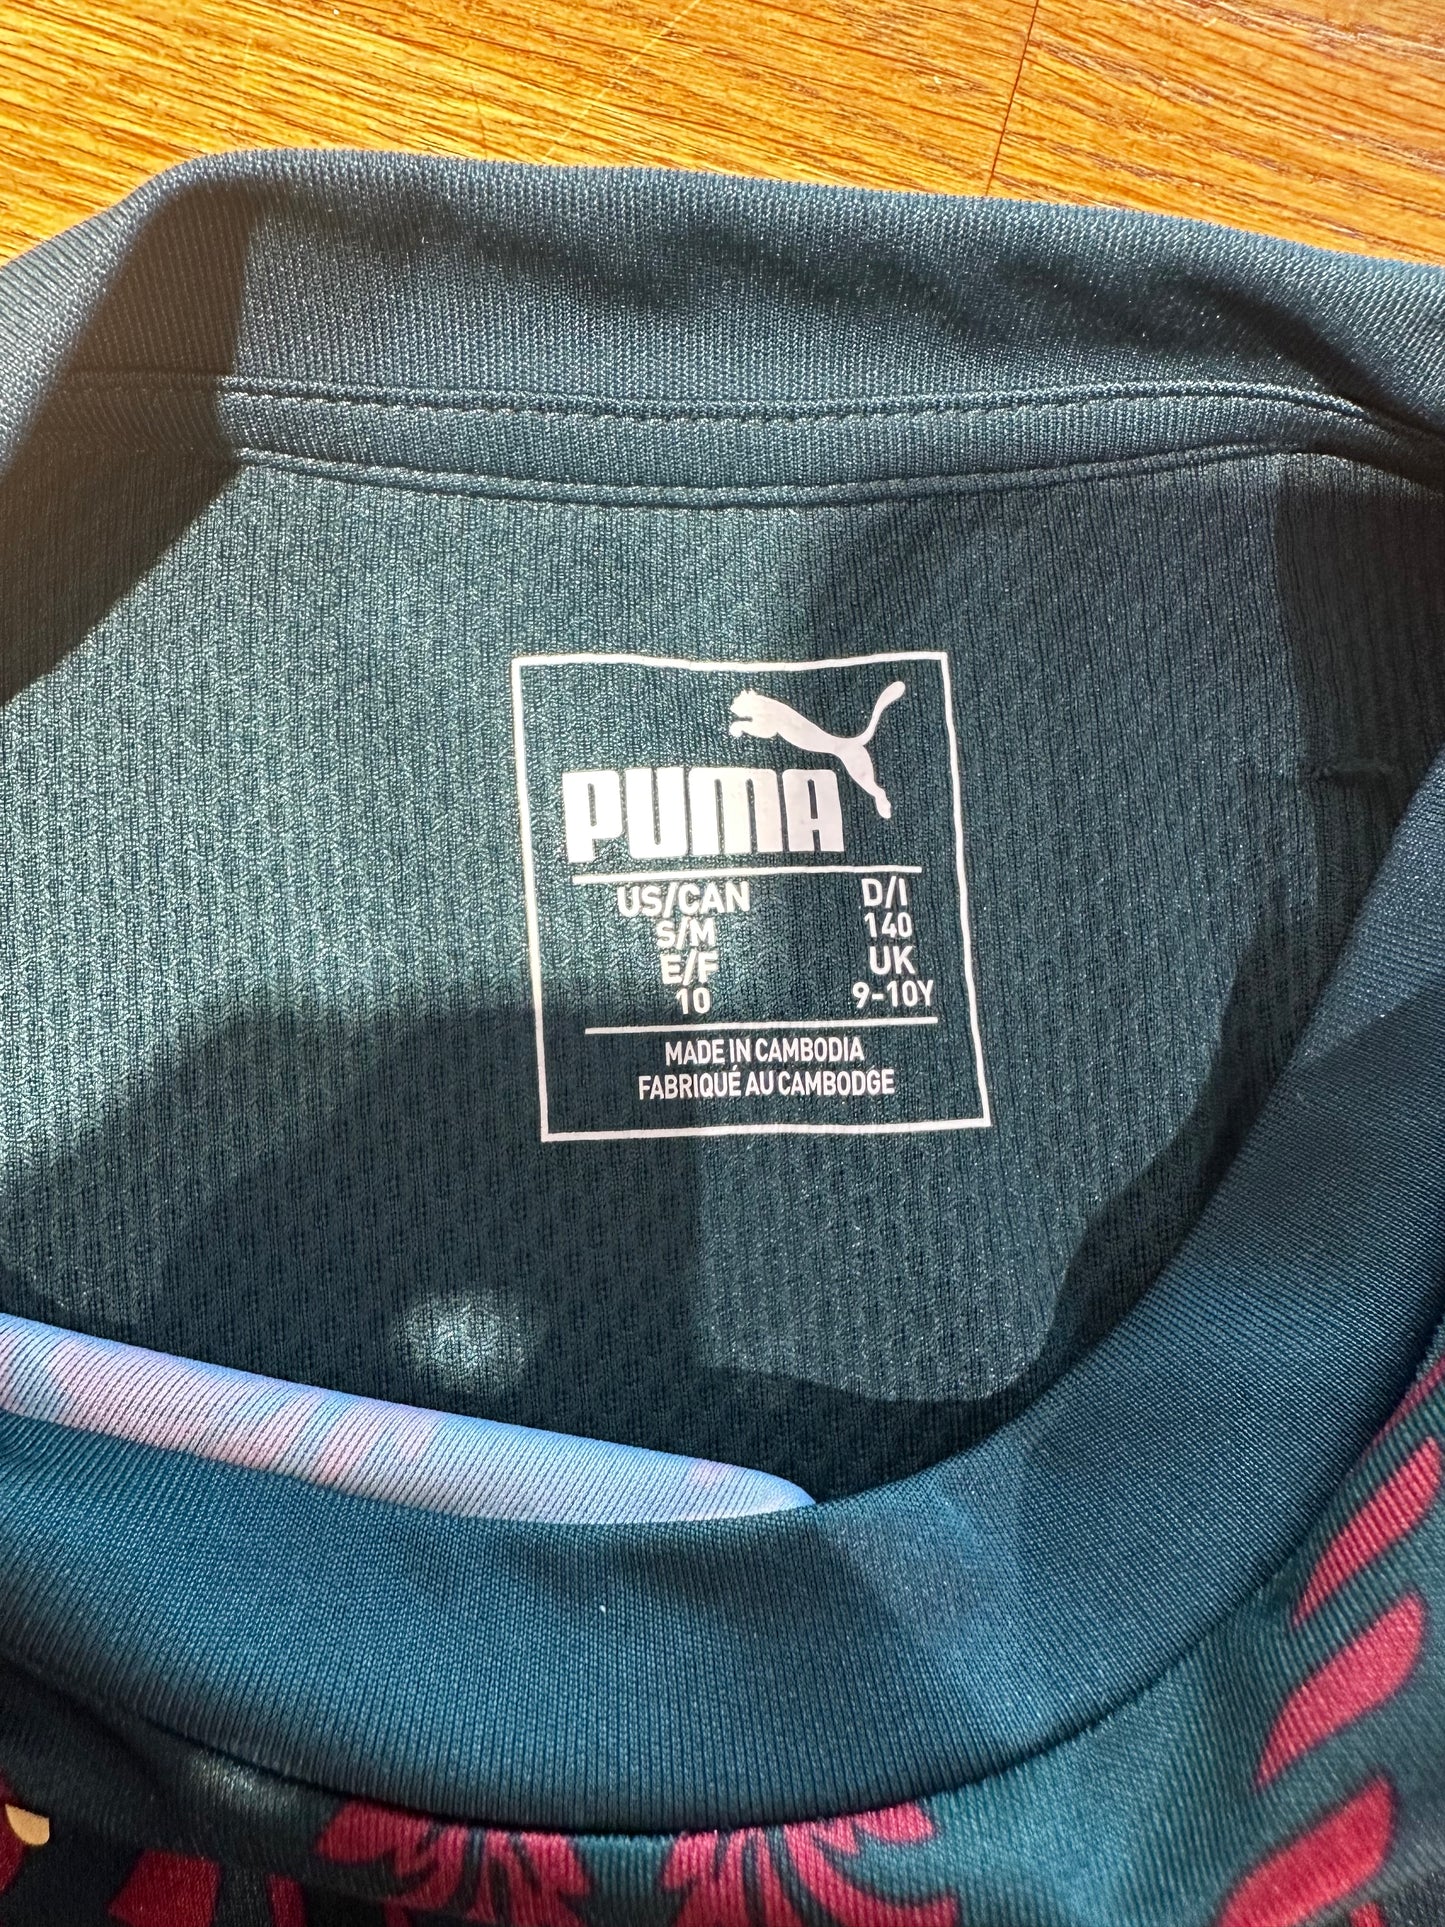 PUMA
US/CAN D/I
S/M 140
E/F UK
10 9-10Y
MADE IN CAMBODIA
FABRIQUÉ AU CAMBODGE